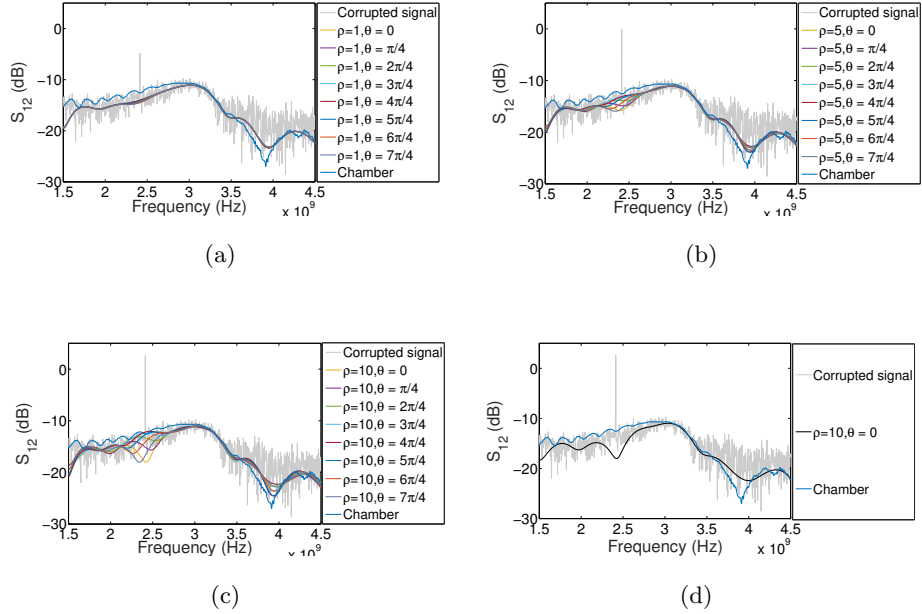 S12 (dB)
5
0
−10
−20
−30
1.5 2 2.5 3 3.5 4 4.5
Frequency (Hz)
x 10^9
Corrupted signal
ρ=1,θ = 0
ρ=1,θ = π/4
ρ=1,θ = 2π/4
ρ=1,θ = 3π/4
ρ=1,θ = 4π/4
ρ=1,θ = 5π/4
ρ=1,θ = 6π/4
ρ=1,θ = 7π/4
Chamber
(a)
S12 (dB)
5
0
−10
−20
−30
1.5 2 2.5 3 3.5 4 4.5
Frequency (Hz)
x 10^9
Corrupted signal
ρ=5,θ = 0
ρ=5,θ = π/4
ρ=5,θ = 2π/4
ρ=5,θ = 3π/4
ρ=5,θ = 4π/4
ρ=5,θ = 5π/4
ρ=5,θ = 6π/4
ρ=5,θ = 7π/4
Chamber
(b)
S12 (dB)
0
−10
−20
−30
1.5 2 2.5 3 3.5 4 4.5
Frequency (Hz)
x 10^9
Corrupted signal
ρ=10,θ = 0
ρ=10,θ = π/4
ρ=10,θ = 2π/4
ρ=10,θ = 3π/4
ρ=10,θ = 4π/4
ρ=10,θ = 5π/4
ρ=10,θ = 6π/4
ρ=10,θ = 7π/4
Chamber
(c)
S12 (dB)
0
−10
−20
−30
1.5 2 2.5 3 3.5 4 4.5
Frequency (Hz)
x 10^9
Corrupted signal
ρ=10,θ = 0
Chamber
(d)